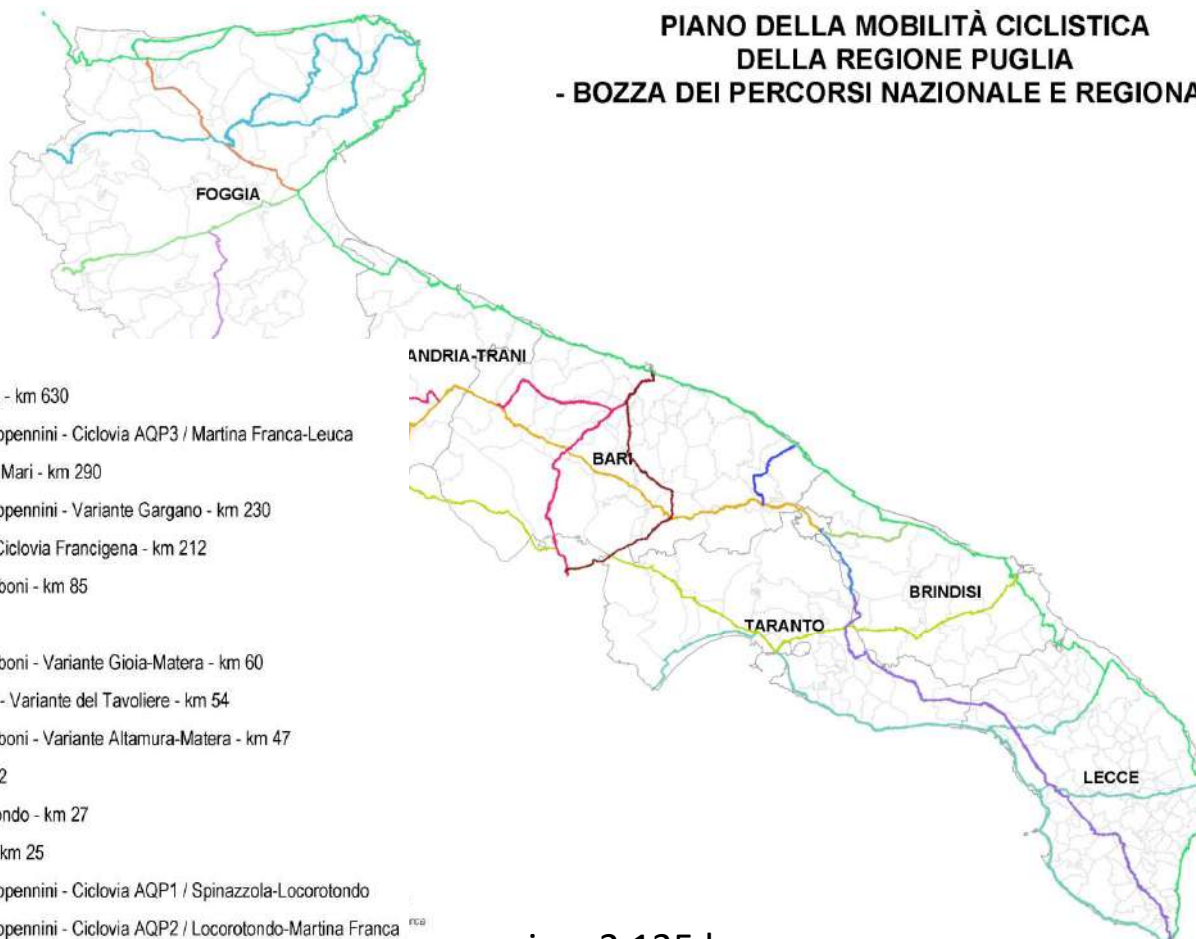 PIANO DELLA MOBILITÀ CICLISTICA
DELLA REGIONE PUGLIA
- BOZZA DEI PERCORSI NAZIONALE E REGIONA
FOGGIA
ANDRIA-TRANI
BARI
BRINDISI
TARANTO
LECCE
- km 630
ppennini - Ciclovia AQP3 / Martina Franca-Leuca
Mari - km 290
ppennini - Variante Gargano - km 230
Ciclovia Francigena - km 212
boni - km 85
boni - Variante Gioia-Matera - km 60
- Variante del Tavoliere - km 54
boni - Variante Altamura-Matera - km 47
2
ondo - km 27
km 25
ppennini - Ciclovia AQP1 / Spinazzola-Locorotondo
ppennini - Ciclovia AQP2 / Locorotondo-Martina Franca